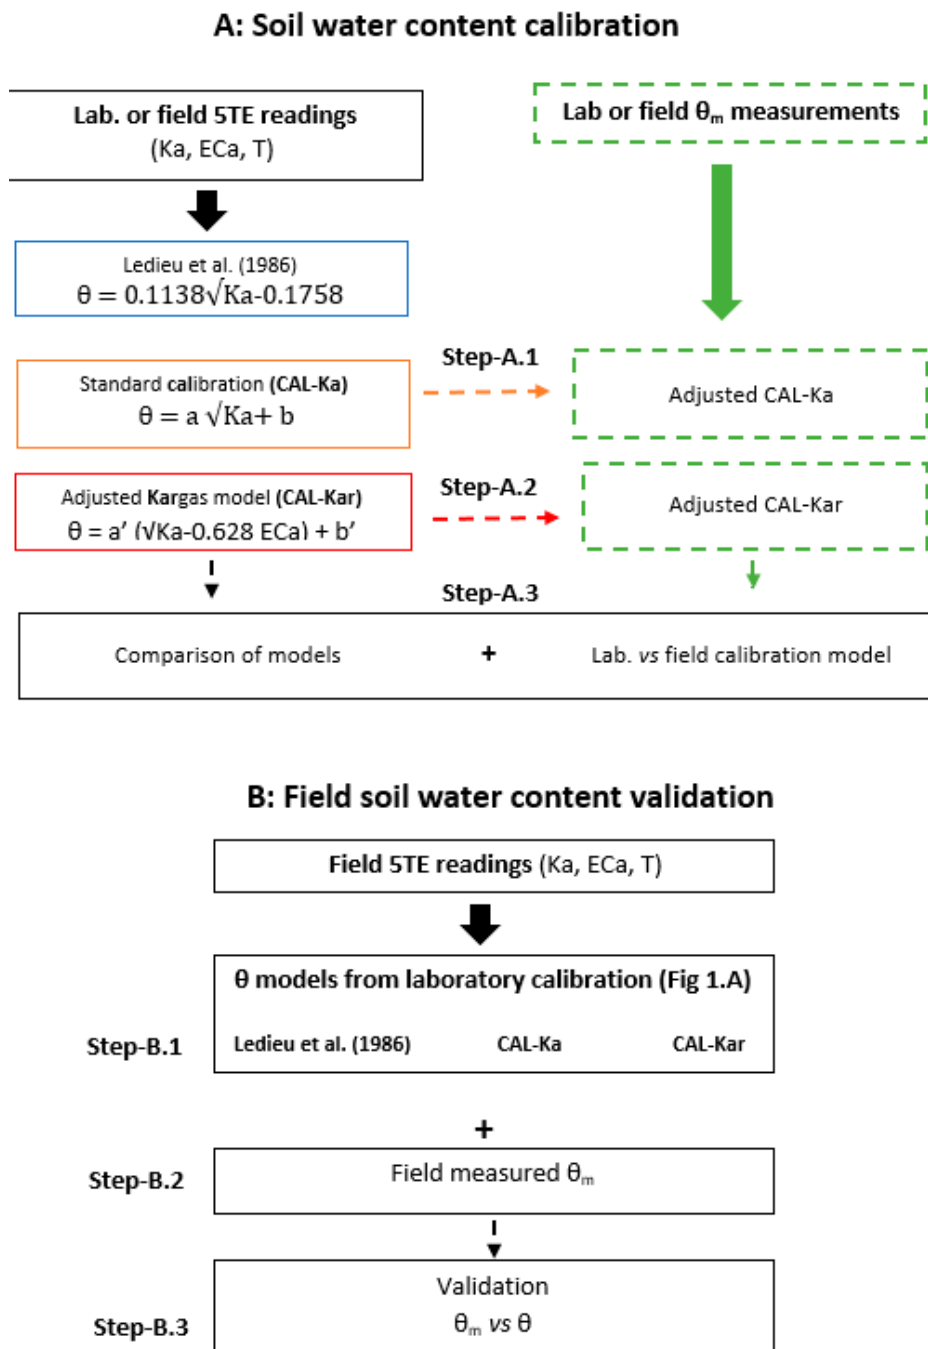 A: Soil water content calibration
Lab. or field 5TE readings
(Ka, ECa, T)
Lab or field θm measurements
Ledieu et al. (1986)
θ = 0.1138√Ka-0.1758
Step-A.1
Standard calibration (CAL-Ka)
θ = a √Ka+ b
Adjusted CAL-Ka
Step-A.2
Adjusted Kargas model (CAL-Kar)
θ = a′ (√Ka-0.628 ECa) + b′
Adjusted CAL-Kar
Step-A.3
Comparison of models + Lab. vs field calibration model
B: Field soil water content validation
Field 5TE readings (Ka, ECa, T)
θ models from laboratory calibration (Fig 1.A)
Step-B.1
Ledieu et al. (1986) CAL-Ka CAL-Kar
+
Step-B.2
Field measured θm
Validation
Step-B.3
θm vs θ